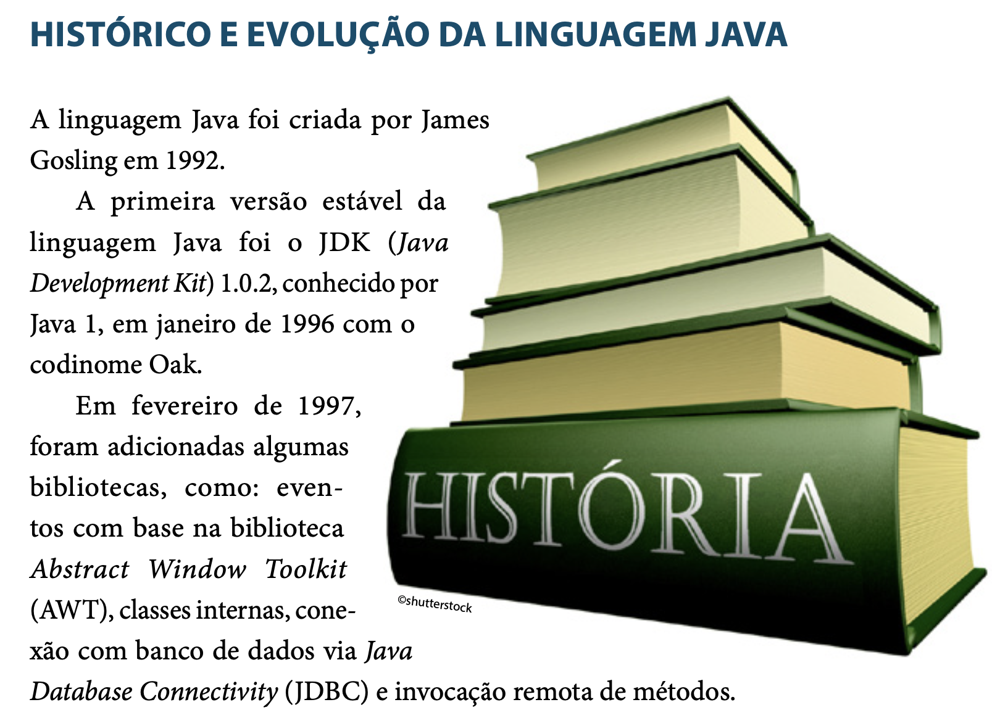 HISTÓRICO E EVOLUÇÃO DA LINGUAGEM JAVA
A linguagem Java foi criada por James
Gosling em 1992.
A primeira versão estável da
linguagem Java foi o JDK (Java
Development Kit) 1.0.2, conhecido por
Java 1, em janeiro de 1996 com o
codinome Oak.
Em fevereiro de 1997,
foram adicionadas algumas
bibliotecas, como: even-
tos com base na biblioteca
Abstract Window Toolkit
(AWT), classes internas, cone-
xão com banco de dados via Java
Database Connectivity (JDBC) e invocação remota de métodos.
HISTÓRIA
©shutterstock